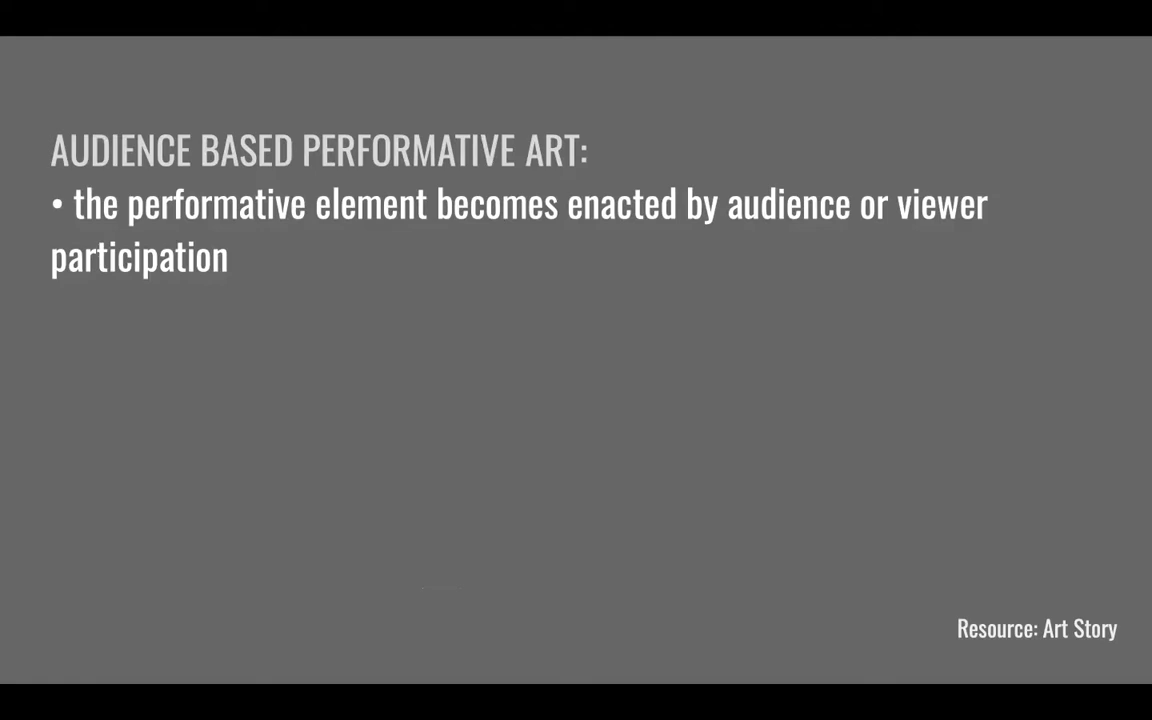 AUDIENCE BASED PERFORMATIVE ART:
• the performative element becomes enacted by audience or viewer
participation
Resource: Art Story